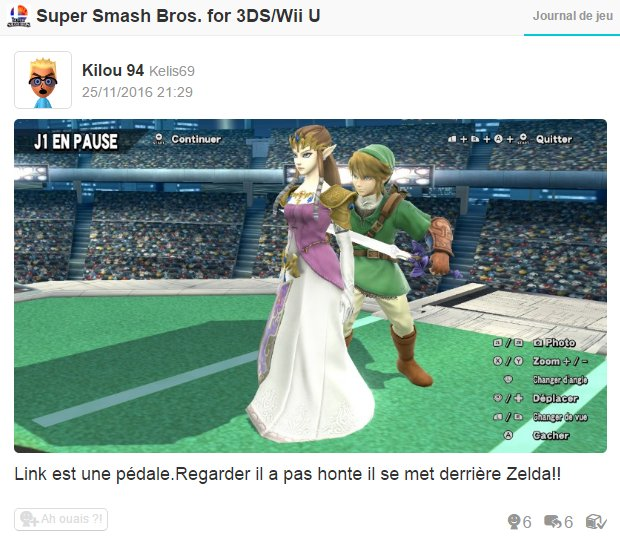 Super Smash Bros. for 3DS/Wii U
Journal de jeu
Kilou 94 Kelis69
25/11/2016 21:29
J1 EN PAUSE
Continuer
+ + A + START Quitter
Photo
X / Y Zoom + / -
Changer d'angle
Déplacer
Changer de vue
A Cacher
Link est une pédale.Regarder il a pas honte il se met derrière Zelda!!
Ah ouais ?!
6 6